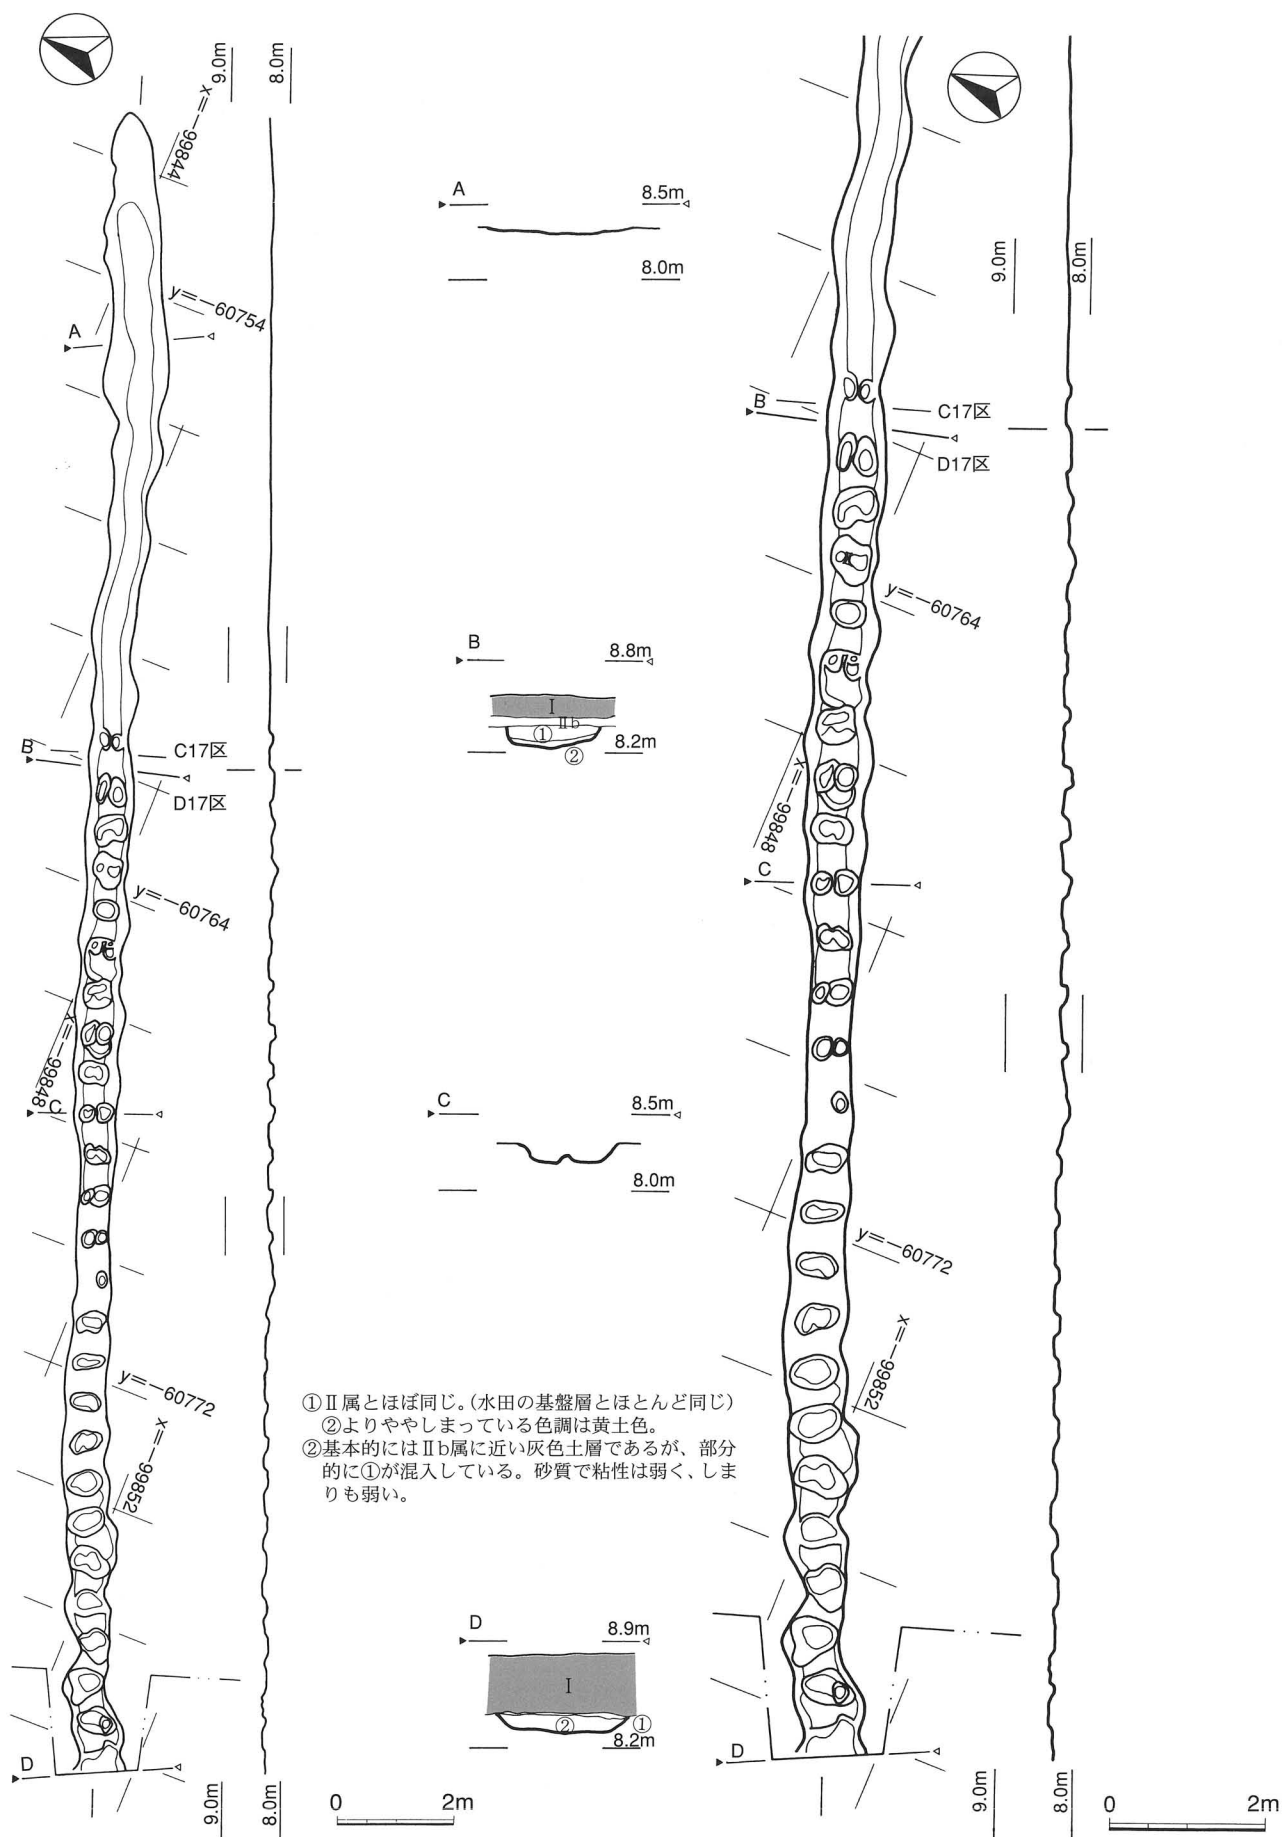 9.0m
8.0m
x=-99844
y=-60754
A
B
C17区
D17区
y=-60764
x=-99848
C
y=-60772
x=-99852
D
9.0m
8.0m
0 2m
A
8.5m
8.0m
B
8.8m
I
IIb
①
②
8.2m
C
8.5m
8.0m
①Ⅱ属とほぼ同じ。(水田の基盤層とほとんど同じ)
②よりややしまっている色調は黄土色。
②基本的にはⅡb属に近い灰色土層であるが、部分
的に①が混入している。砂質で粘性は弱く、しま
りも弱い。
D
8.9m
I
②
①
8.2m
9.0m
8.0m
B
C17区
D17区
y=-60764
x=-99848
C
y=-60772
x=-99852
D
9.0m
8.0m
0 2m